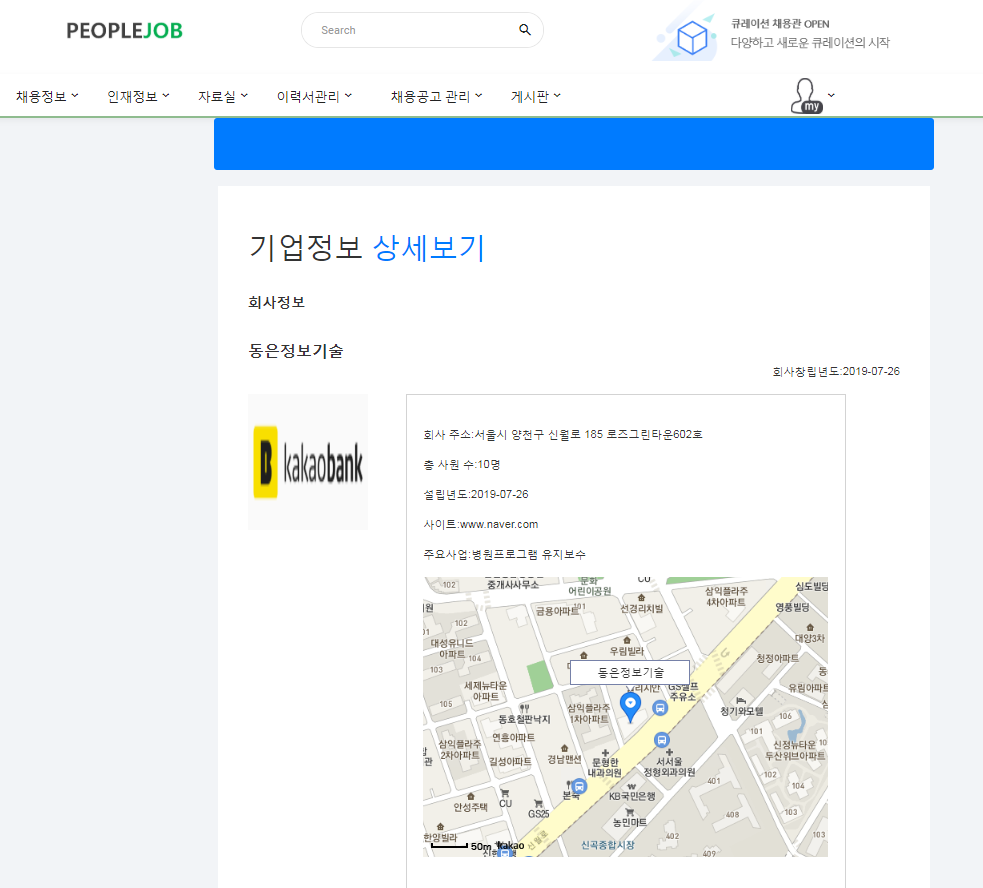 PEOPLEJOB
Search
큐레이션 채용관 OPEN
다양하고 새로운 큐레이션의 시작
채용정보
인재정보
자료실
이력서관리
채용공고 관리
게시판
my
기업정보 상세보기
회사정보
동은정보기술
회사창립년도:2019-07-26
B kakaobank
회사 주소:서울시 양천구 신월로 185 로즈그린타운602호
총 사원 수:10명
설립년도:2019-07-26
사이트:www.naver.com
주요사업:병원프로그램 유지보수
102
중개사사무소
문화
어린이공원
CU
삼익플라주
4차아파트
심도빌딩
금용아파트
101
선경리치빌
영풍빌딩
102
대성유니드
아파트
104
103
우림빌라
대양3차
청정아파트
동은정보기술
세제뉴타운
아파트
GS셀프
주유소
유림아파트
동호철판낙지
삼익플라주
1차아파트
청기와모텔
106
연흥아파트
101
삼익플라주
2차아파트
길성아파트
경남맨션
문형한
내과의원
서서울
정형외과의원
신정뉴타운
두산위브아파트
102
401
104
본죽
KB국민은행
안성주택
CU
GS25
농민마트
408
103
한양빌라
신월로
402
신곡종합시장
409
50m
kakao